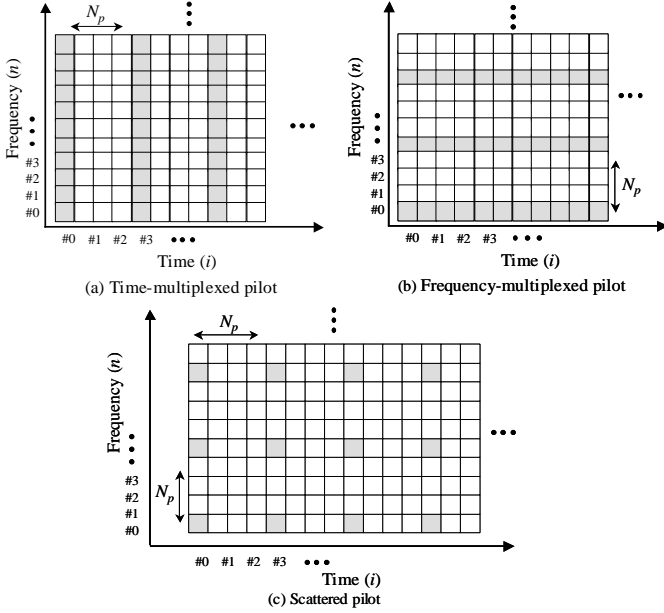 N_p
Frequency (n)
#3
#2
#1
#0
#0 #1 #2 #3
Time (i)
(a) Time-multiplexed pilot
Frequency (n)
#3
#2
#1
#0
N_p
#0 #1 #2 #3
Time (i)
(b) Frequency-multiplexed pilot
N_p
Frequency (n)
#3
#2
#1
#0
N_p
#0 #1 #2 #3
Time (i)
(c) Scattered pilot